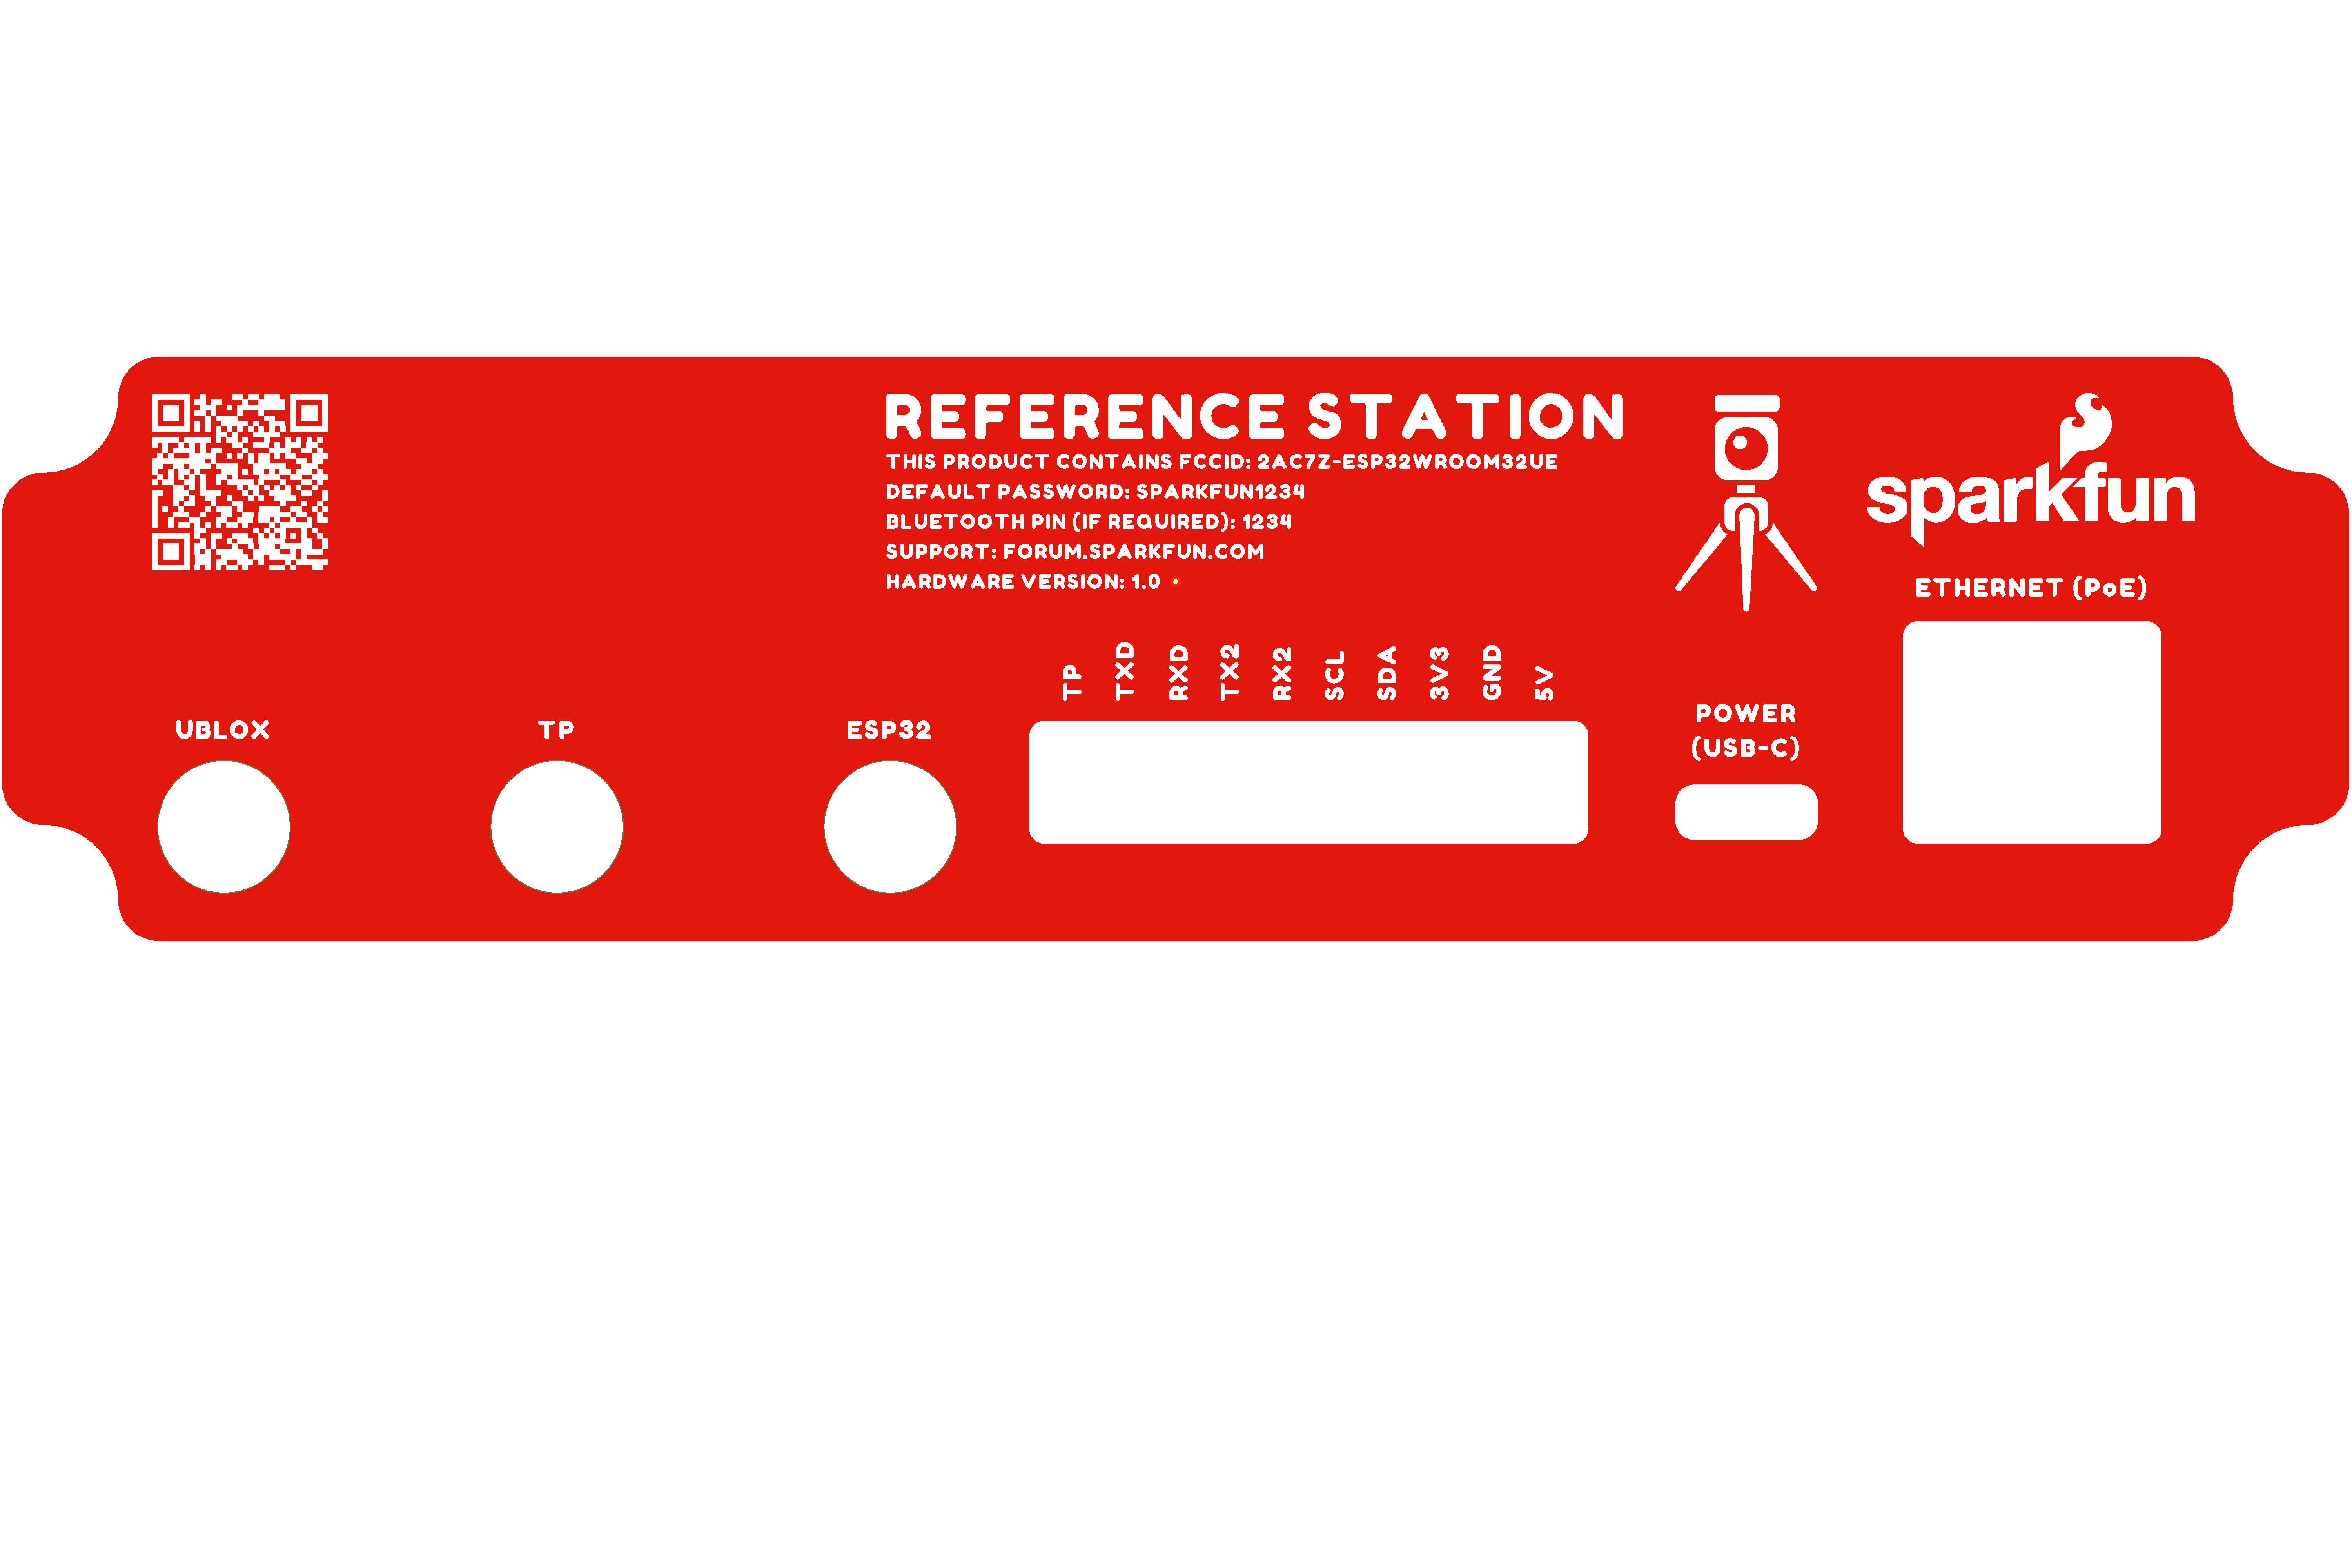 REFERENCE STATION
THIS PRODUCT CONTAINS FCCID: 2AC7Z-ESP32WROOM32UE
DEFAULT PASSWORD: SPARKFUN1234
BLUETOOTH PIN (IF REQUIRED): 1234
SUPPORT: FORUM.SPARKFUN.COM
HARDWARE VERSION: 1.0
sparkfun
ETHERNET (PoE)
TP
TXD
RXD
TX2
RX2
SCL
SDA
3V3
GND
5V
POWER
(USB-C)
UBLOX
TP
ESP32